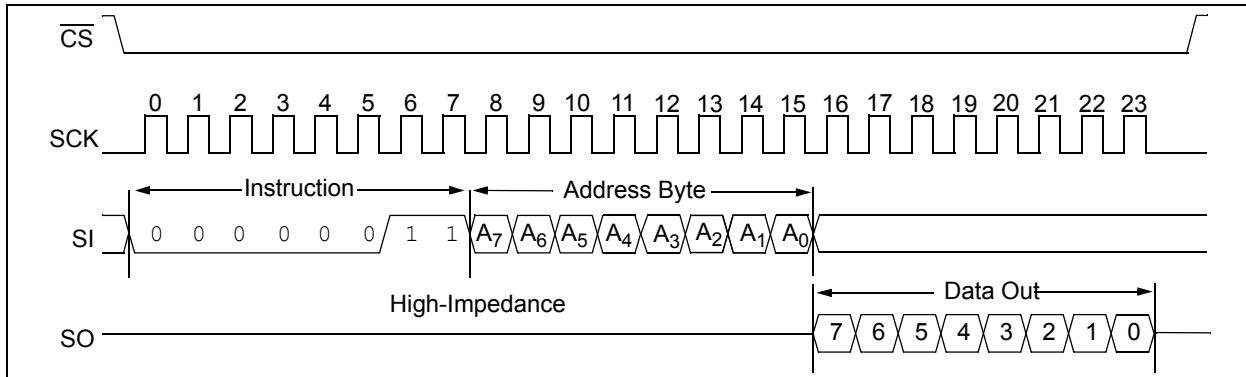 CS
0 1 2 3 4 5 6 7 8 9 10 11 12 13 14 15 16 17 18 19 20 21 22 23
SCK
Instruction Address Byte
SI 0 0 0 0 0 0 1 1 A7 A6 A5 A4 A3 A2 A1 A0
High-Impedance Data Out
SO 7 6 5 4 3 2 1 0